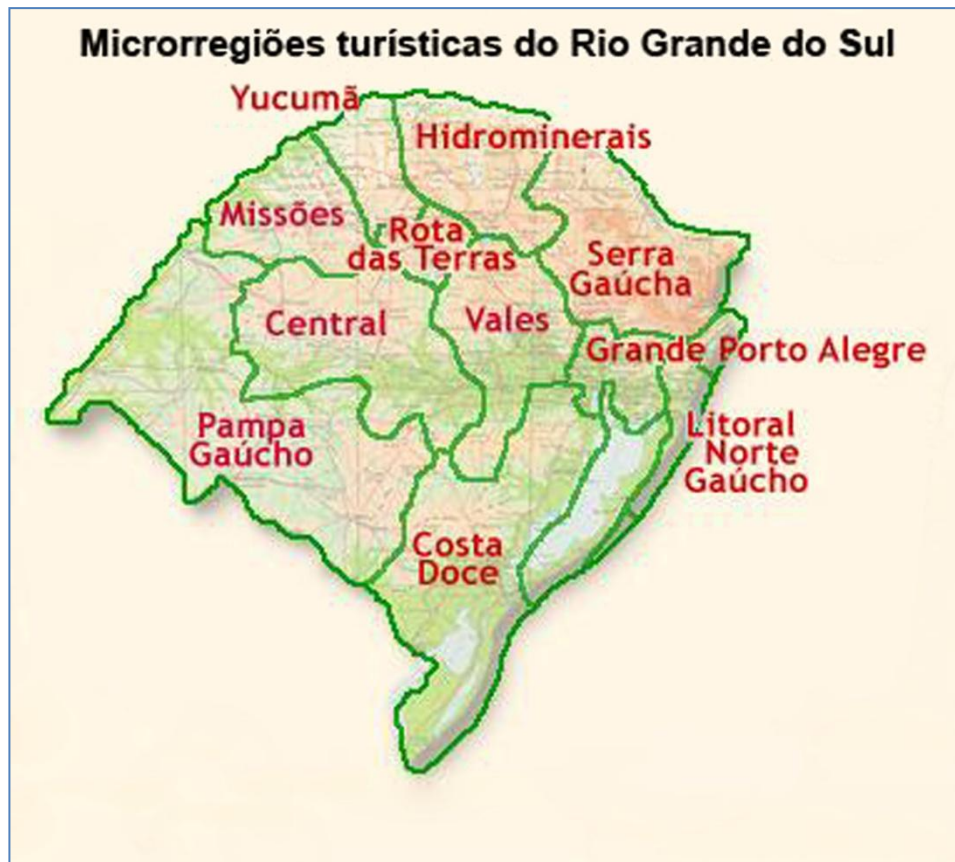 Microrregiões turísticas do Rio Grande do Sul
Yucumã
Hidrominerais
Missões
Rota
das Terras
Serra
Gaúcha
Central
Vales
Grande Porto Alegre
Pampa
Gaúcho
Litoral
Norte
Gaúcho
Costa
Doce